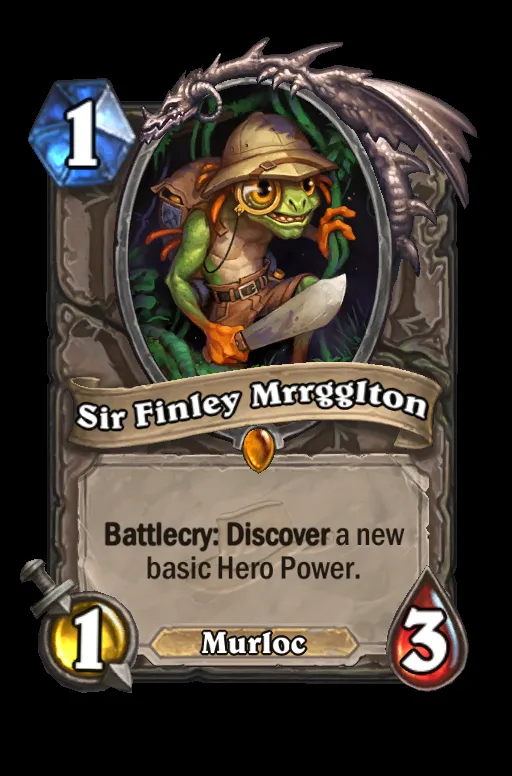 1
Sir Finley Mrrgglton
Battlecry: Discover a new
basic Hero Power.
1
Murloc
3